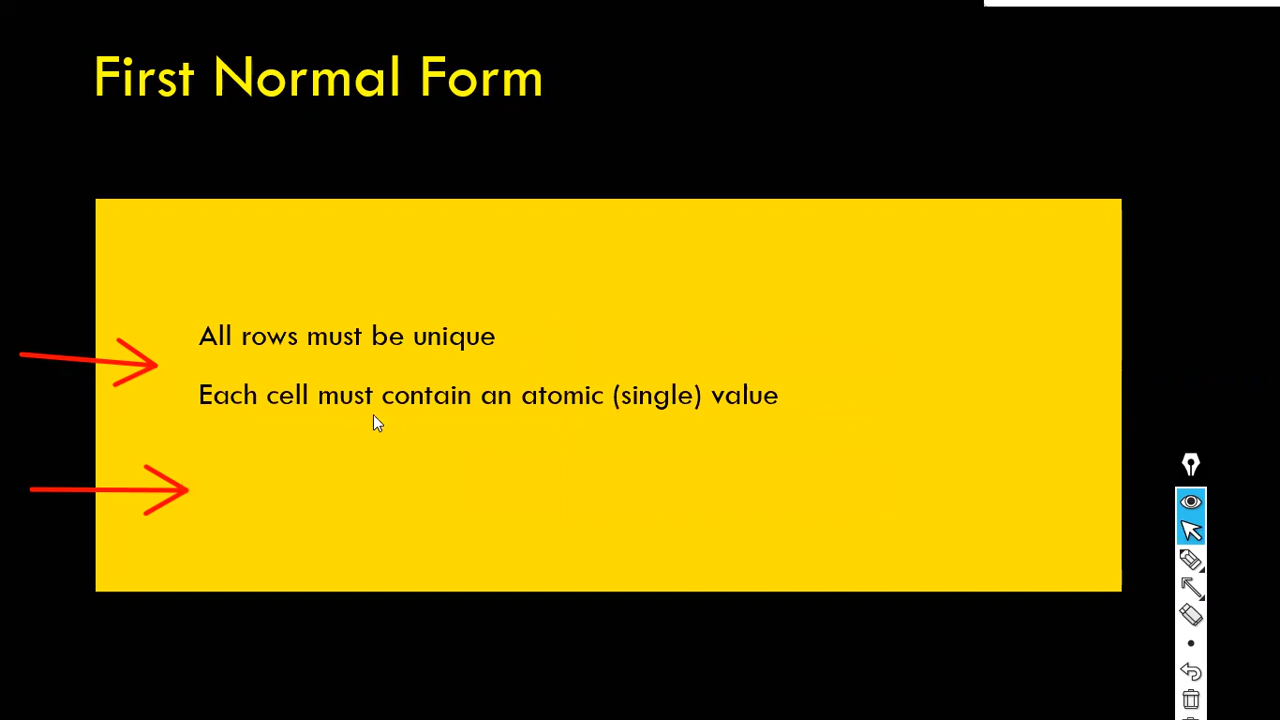 First Normal Form
All rows must be unique
Each cell must contain an atomic (single) value